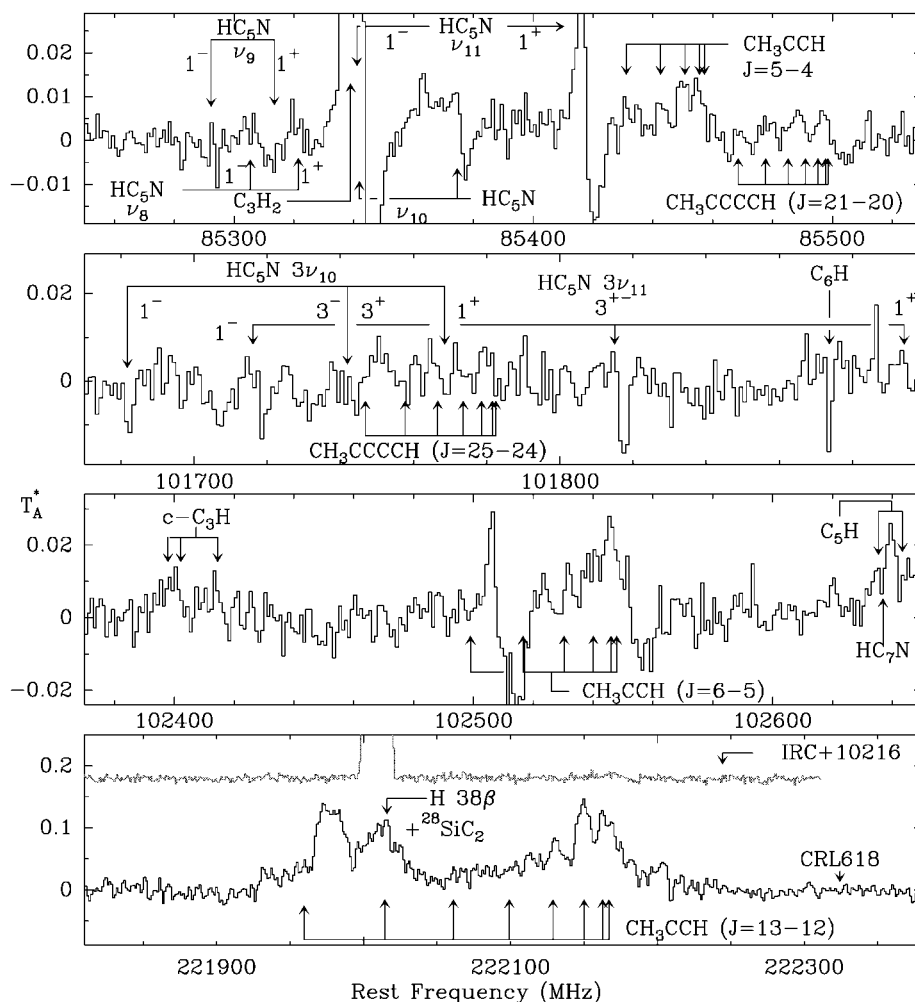 HC₅N
ν₉
1⁻ 1⁺
1⁻ HC₅N 1⁺
ν₁₁
CH₃CCH
J=5−4
0.02
0.01
0
−0.01
HC₅N
ν₈
1⁻ 1⁺
C₃H₂
ν₁₀ HC₅N
CH₃CCCCH (J=21−20)
85300 85400 85500
HC₅N 3ν₁₀
HC₅N 3ν₁₁
C₆H
1⁻ 3⁻ 3⁺ 1⁺
1⁻ 3⁺⁻ 1⁺
0.02
0
CH₃CCCCH (J=25−24)
101700 101800
T*A
c−C₃H
C₅H
0.02
0
−0.02
HC₇N
CH₃CCH (J=6−5)
102400 102500 102600
IRC+10216
0.2
0.1
0
H 38β
+ ²⁸SiC₂
CRL618
CH₃CCH (J=13−12)
221900 222100 222300
Rest Frequency (MHz)